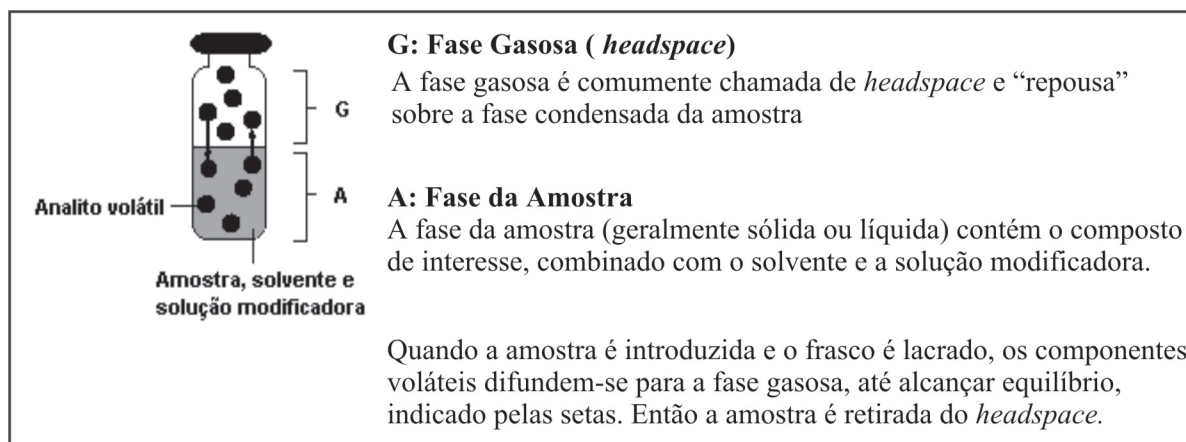 G: Fase Gasosa ( headspace)
A fase gasosa é comumente chamada de headspace e “repousa”
sobre a fase condensada da amostra
G
A: Fase da Amostra
A
A fase da amostra (geralmente sólida ou líquida) contém o composto
de interesse, combinado com o solvente e a solução modificadora.
Analito volátil
Amostra, solvente e
solução modificadora
Quando a amostra é introduzida e o frasco é lacrado, os componentes
voláteis difundem-se para a fase gasosa, até alcançar equilíbrio,
indicado pelas setas. Então a amostra é retirada do headspace.